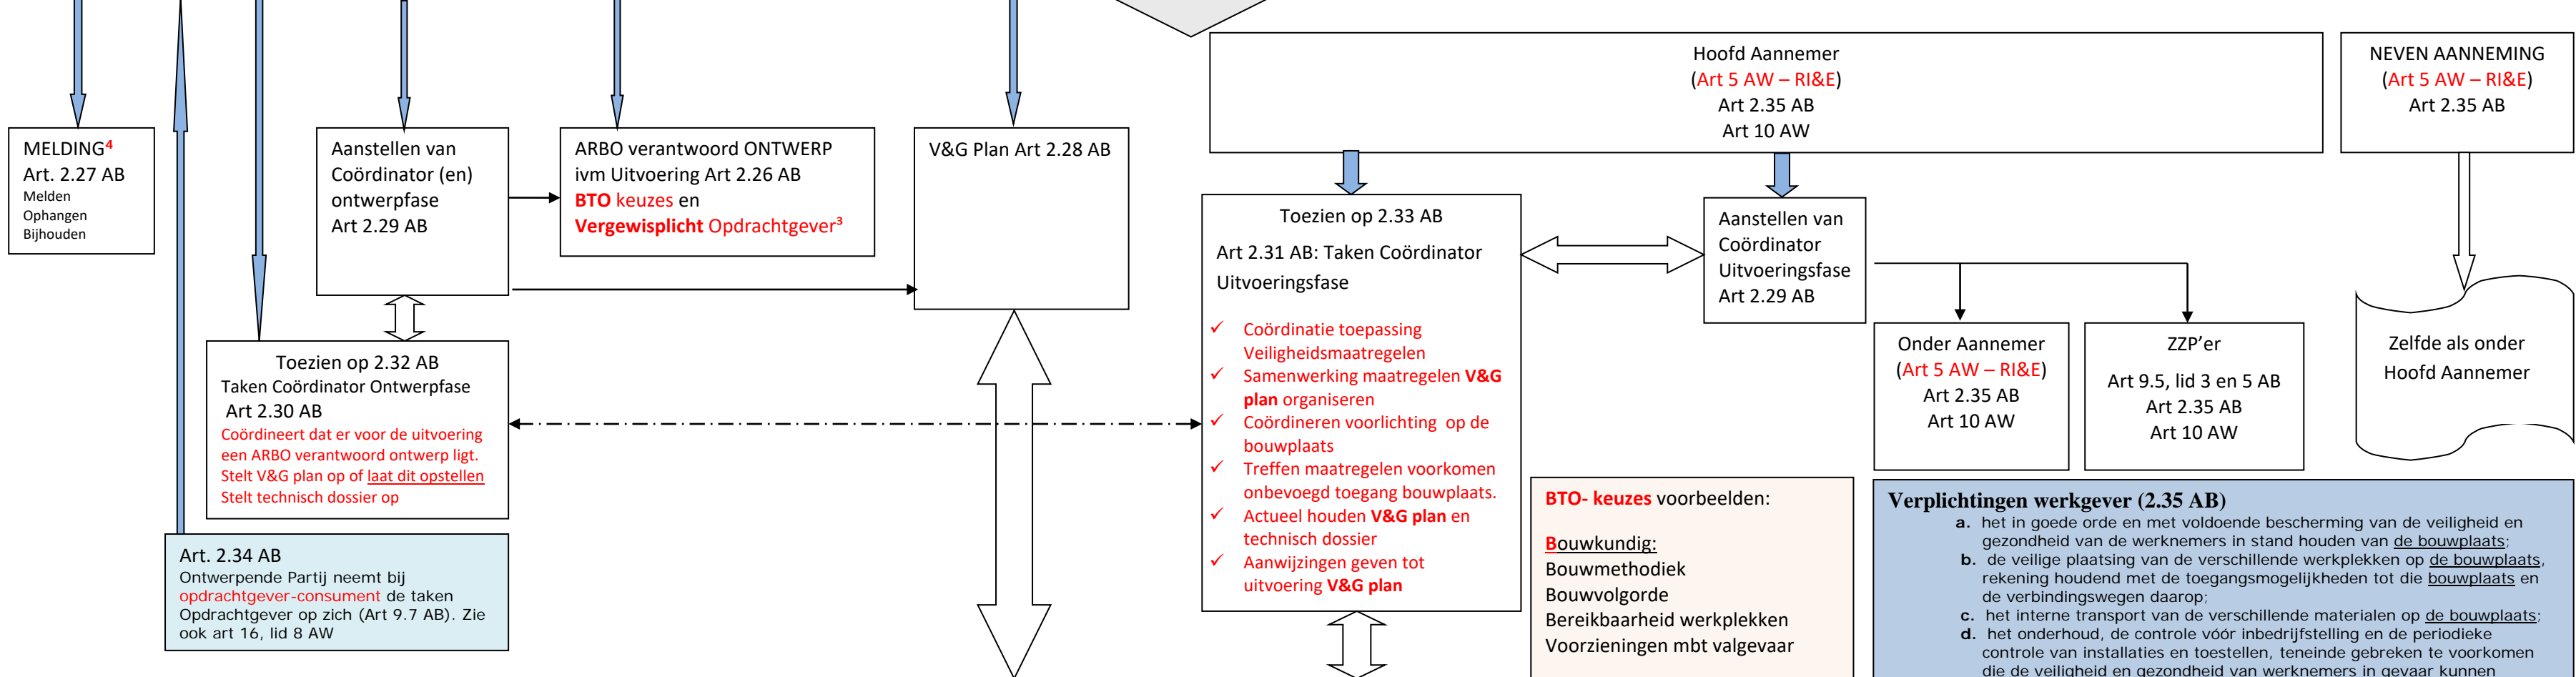 MELDING⁴
Art. 2.27 AB
Melden
Ophangen
Bijhouden
Aanstellen van
Coördinator (en)
ontwerpfase
Art 2.29 AB
ARBO verantwoord ONTWERP
ivm Uitvoering Art 2.26 AB
BTO keuzes en
Vergewisplicht Opdrachtgever³
V&G Plan Art 2.28 AB
Hoofd Aannemer
(Art 5 AW – RI&E)
Art 2.35 AB
Art 10 AW
NEVEN AANNEMING
(Art 5 AW – RI&E)
Art 2.35 AB
Toezien op 2.32 AB
Taken Coördinator Ontwerpfase
Art 2.30 AB
Coördineert dat er voor de uitvoering
een ARBO verantwoord ontwerp ligt.
Stelt V&G plan op of laat dit opstellen
Stelt technisch dossier op
Art. 2.34 AB
Ontwerpende Partij neemt bij
opdrachtgever-consument de taken
Opdrachtgever op zich (Art 9.7 AB). Zie
ook art 16, lid 8 AW
Toezien op 2.33 AB
Art 2.31 AB: Taken Coördinator
Uitvoeringsfase
✓ Coördinatie toepassing
Veiligheidsmaatregelen
✓ Samenwerking maatregelen V&G
plan organiseren
✓ Coördineren voorlichting op de
bouwplaats
✓ Treffen maatregelen voorkomen
onbevoegd toegang bouwplaats.
✓ Actueel houden V&G plan en
technisch dossier
✓ Aanwijzingen geven tot
uitvoering V&G plan
Aanstellen van
Coördinator
Uitvoeringsfase
Art 2.29 AB
Onder Aannemer
(Art 5 AW – RI&E)
Art 2.35 AB
Art 10 AW
ZZP’er
Art 9.5, lid 3 en 5 AB
Art 2.35 AB
Art 10 AW
Zelfde als onder
Hoofd Aannemer
BTO- keuzes voorbeelden:
Bouwkundig:
Bouwmethodiek
Bouwvolgorde
Bereikbaarheid werkplekken
Voorzieningen mbt valgevaar
Verplichtingen werkgever (2.35 AB)
a. het in goede orde en met voldoende bescherming van de veiligheid en
gezondheid van de werknemers in stand houden van de bouwplaats;
b. de veilige plaatsing van de verschillende werkplekken op de bouwplaats,
rekening houdend met de toegangsmogelijkheden tot die bouwplaats en
de verbindingswegen daarop;
c. het interne transport van de verschillende materialen op de bouwplaats;
d. het onderhoud, de controle vóór inbedrijfstelling en de periodieke
controle van installaties en toestellen, teneinde gebreken te voorkomen
die de veiligheid en gezondheid van werknemers in gevaar kunnen